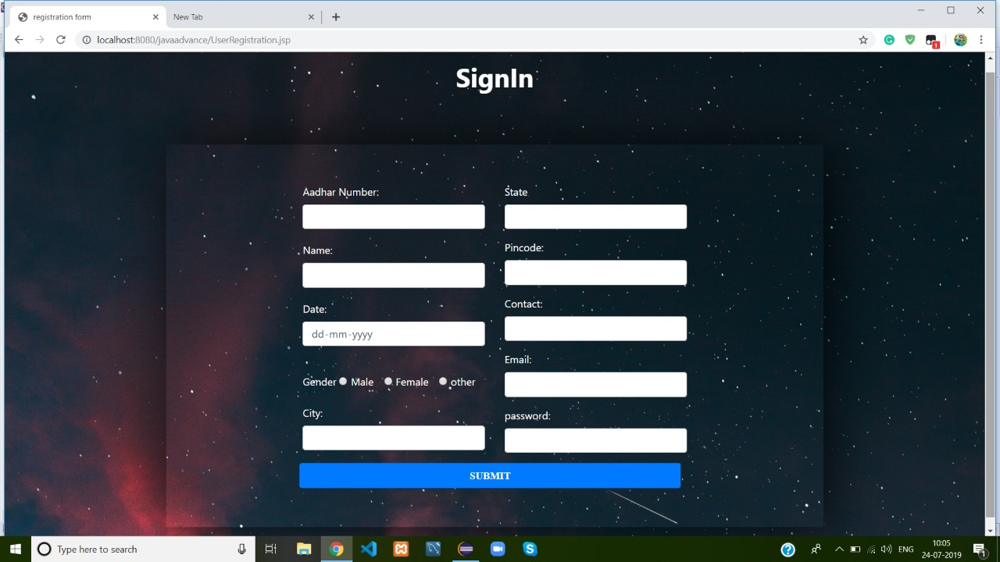 registration form
New Tab
localhost:8080/javaadvance/UserRegistration.jsp
1
SignIn
Aadhar Number:
State
Name:
Pincode:
Date:
Contact:
dd-mm-yyyy
Email:
Gender Male Female other
City:
password:
SUBMIT
Type here to search
ENG
10:05
24-07-2019
1